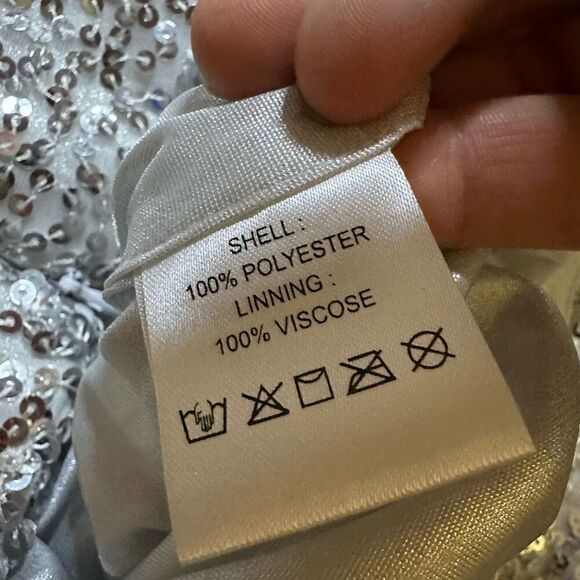 SHELL :
100% POLYESTER
LINNING :
100% VISCOSE